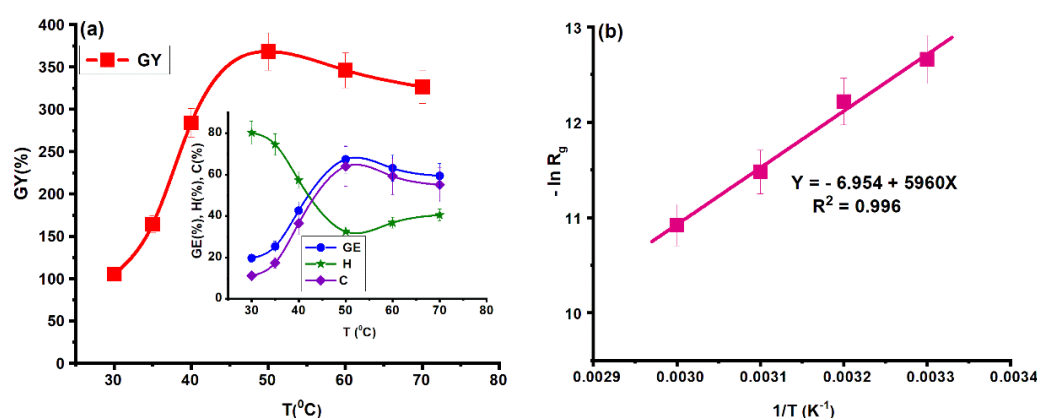 (a)
GY
GY(%)
400
350
300
250
200
150
100
50
0
30
40
50
60
70
80
T(⁰C)
GE(%), H(%), C(%)
80
60
40
20
0
GE
H
C
30
40
50
60
70
80
T (⁰C)
(b)
- ln Rg
13
12
11
10
Y = - 6.954 + 5960X
R² = 0.996
0.0029
0.0030
0.0031
0.0032
0.0033
0.0034
1/T (K⁻¹)